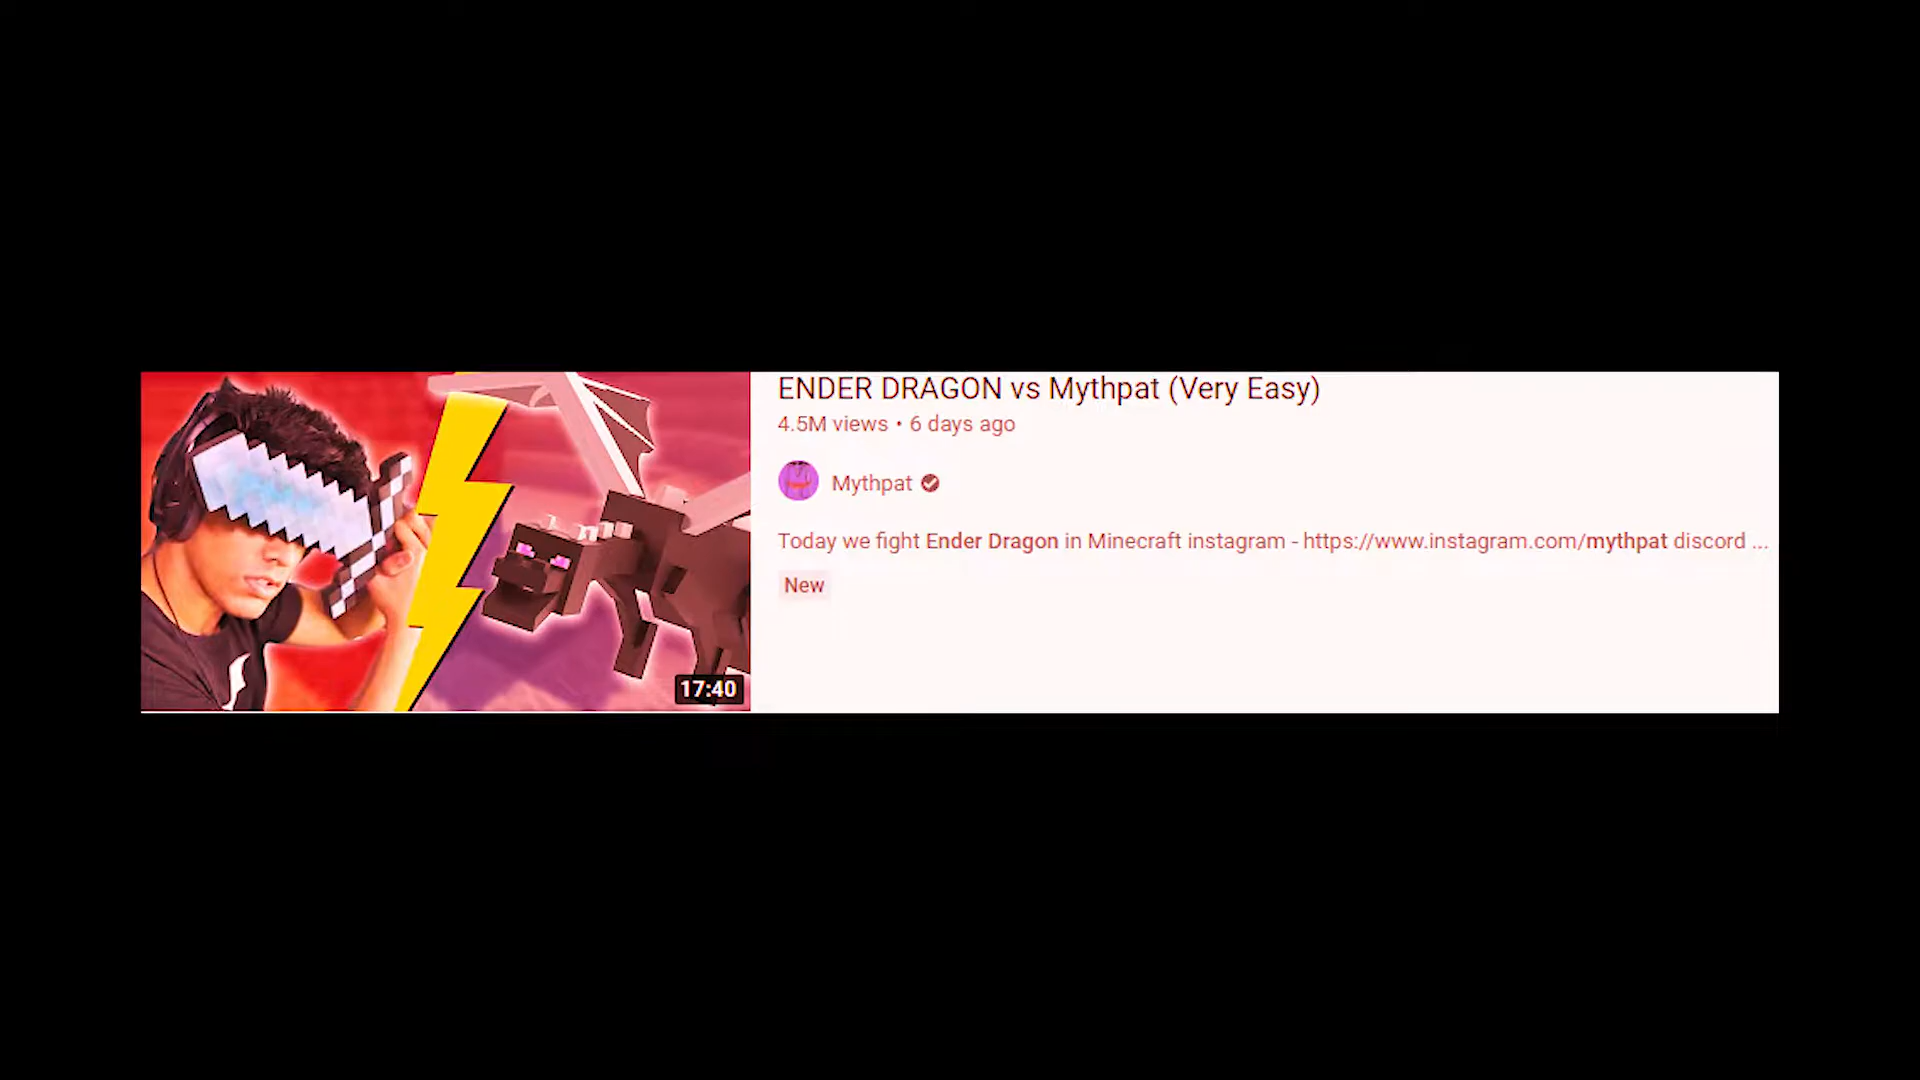 ENDER DRAGON vs Mythpat (Very Easy)
4.5M views • 6 days ago
Mythpat
Today we fight Ender Dragon in Minecraft instagram - https://www.instagram.com/mythpat discord ...
New
17:40